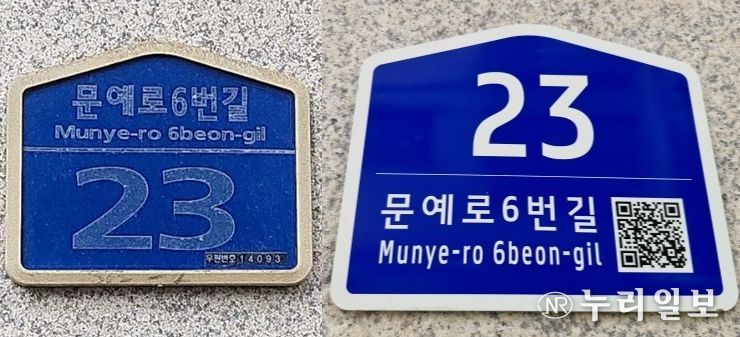 문예로6번길
Munye-ro 6beon-gil
23
우편번호 14093
23
문예로6번길
Munye-ro 6beon-gil
NR 누리일보